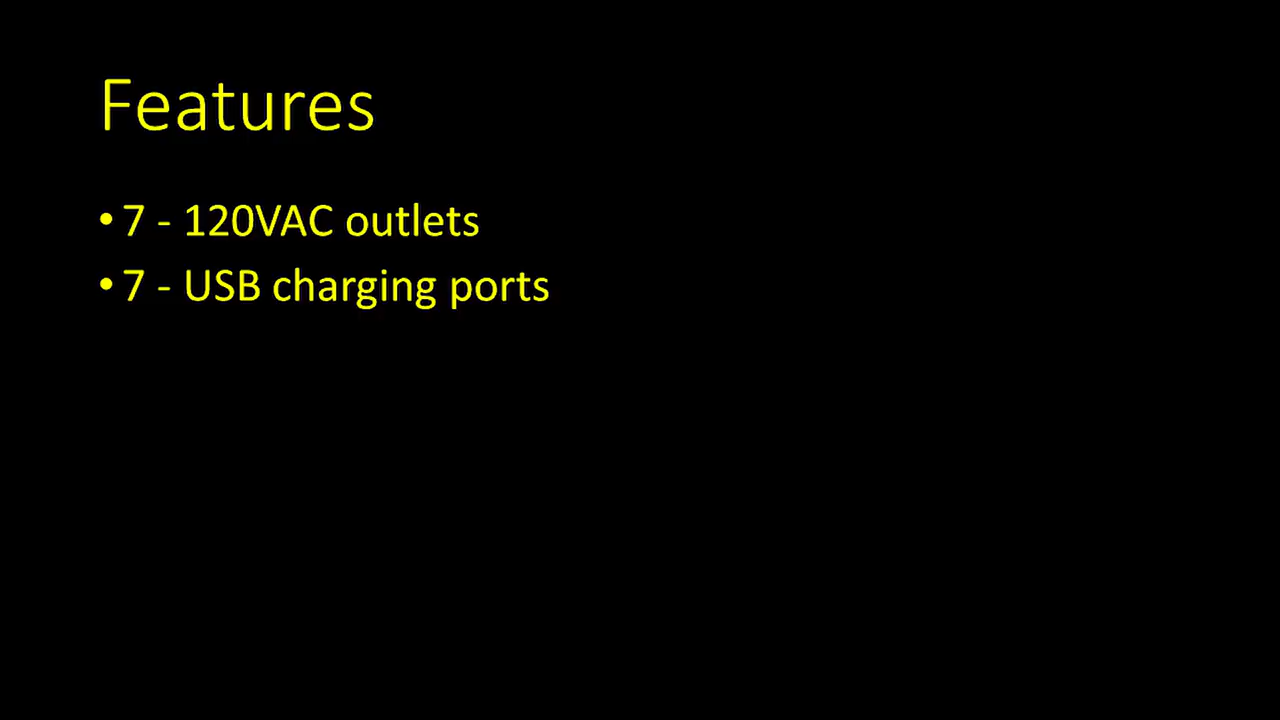 Features
• 7 - 120VAC outlets
• 7 - USB charging ports